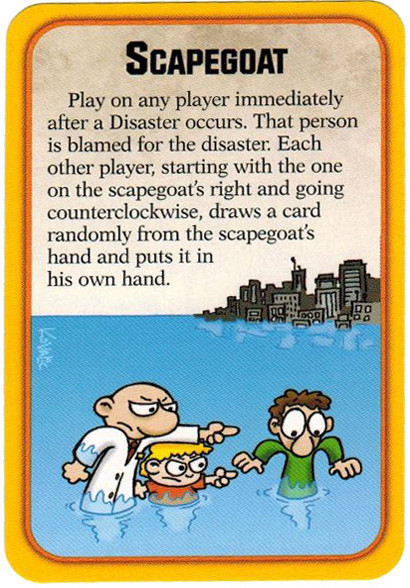 SCAPEGOAT
Play on any player immediately
after a Disaster occurs. That person
is blamed for the disaster. Each
other player, starting with the one
on the scapegoat's right and going
counterclockwise, draws a card
randomly from the scapegoat's
hand and puts it in
his own hand.